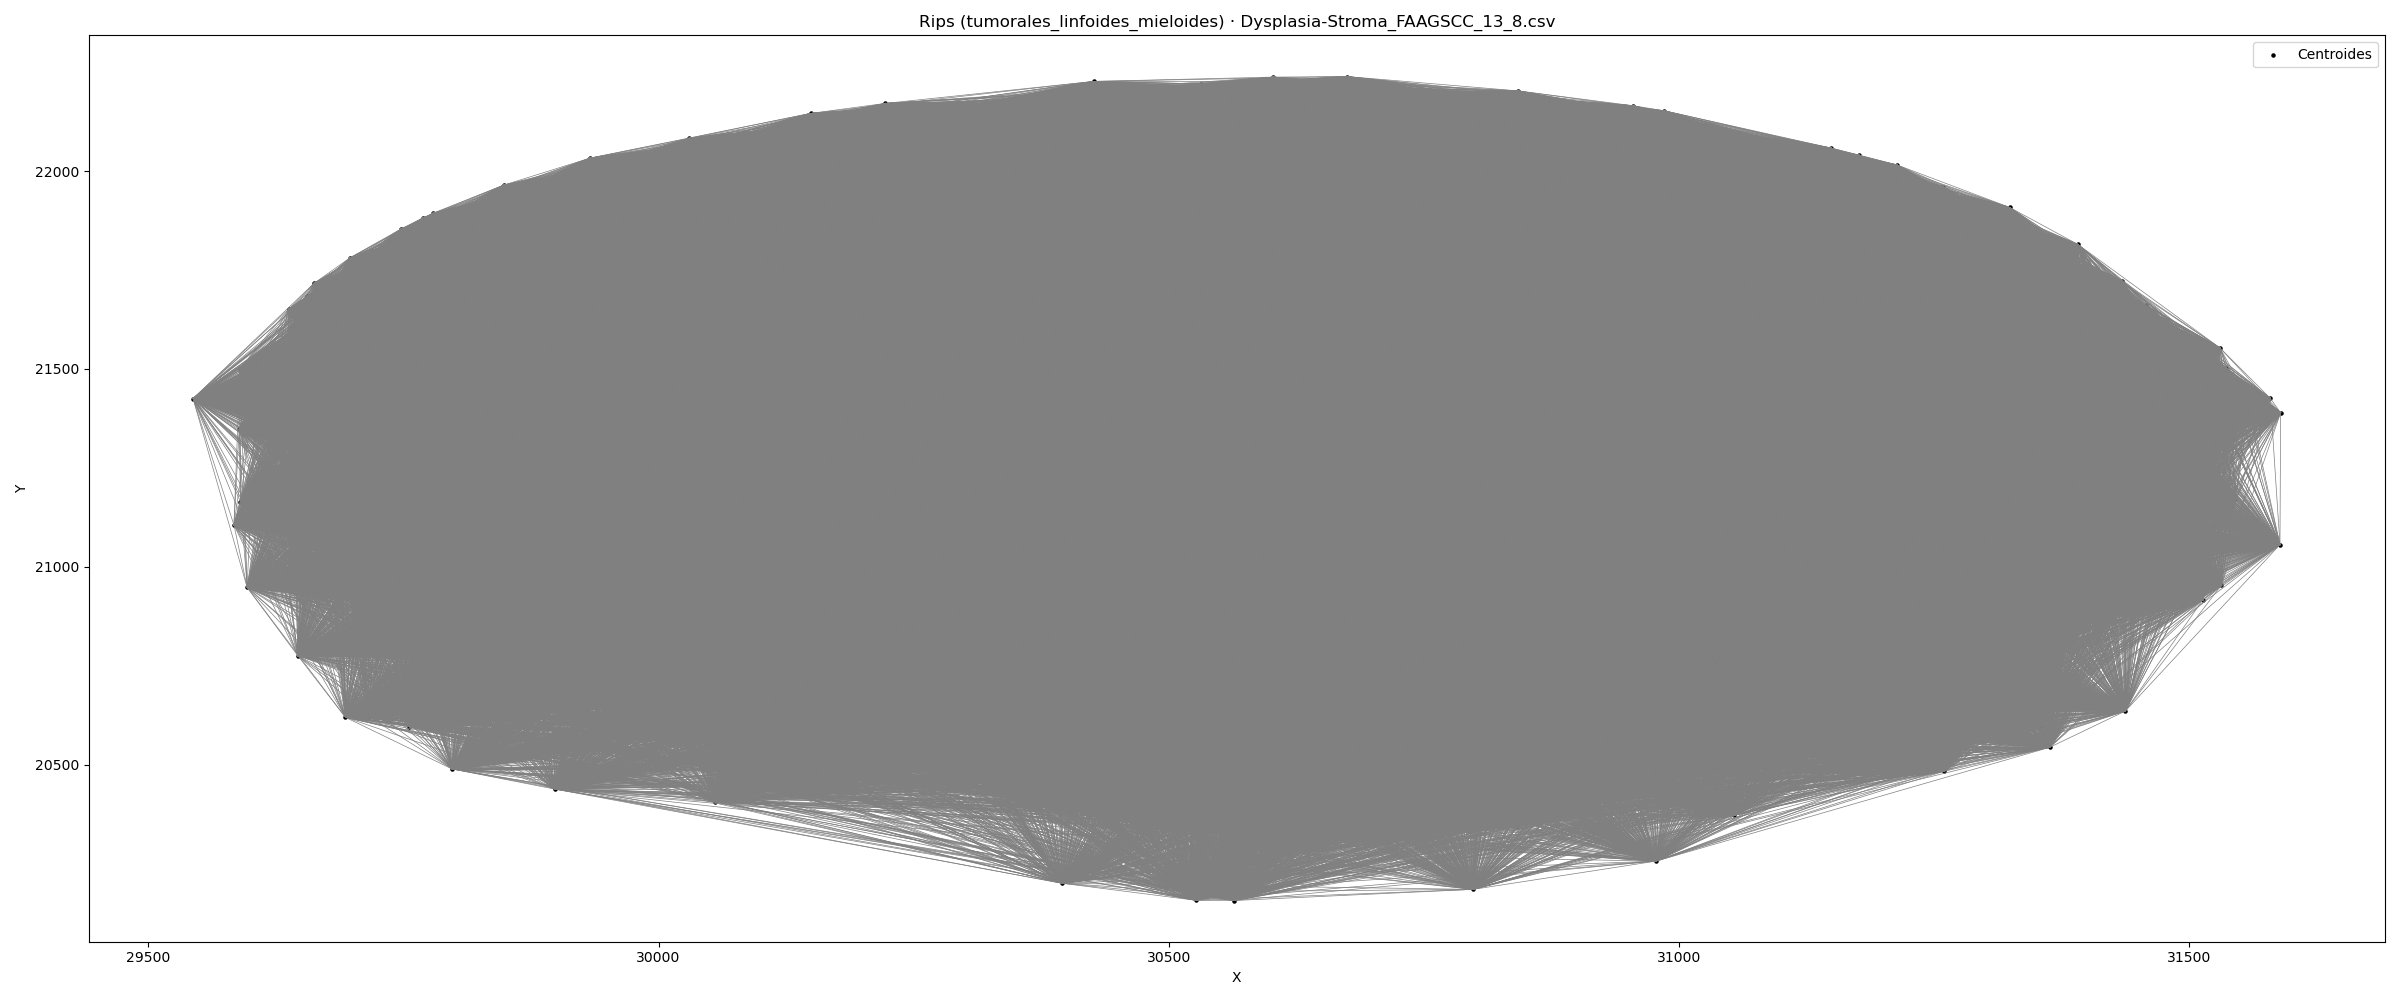 Rips (tumorales_linfoides_mieloides) · Dysplasia-Stroma_FAAGSCC_13_8.csv
Centroides
22000
21500
21000
20500
Y
29500 30000 30500 31000 31500
X